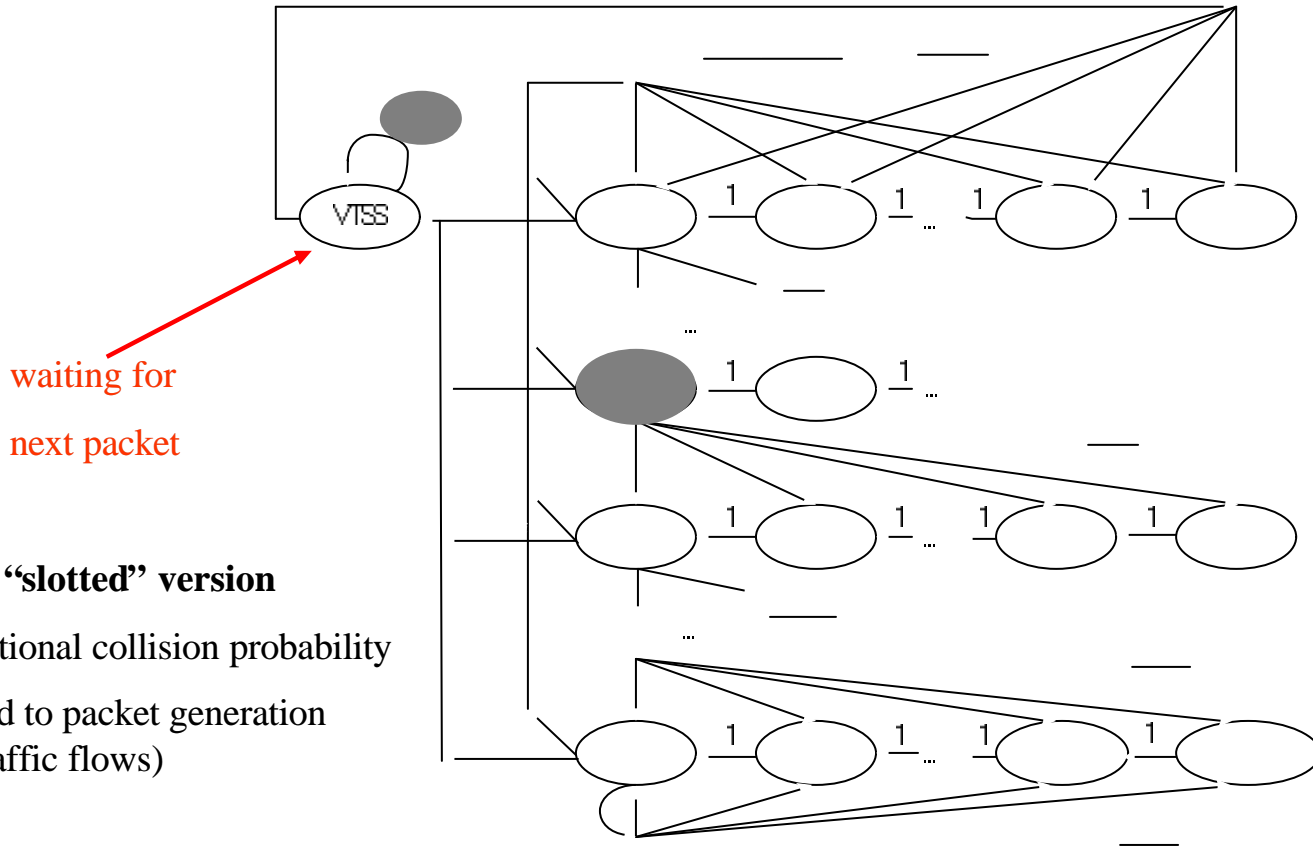 VTSS
1 1 1 1
... 
...
waiting for
1 1
...
next packet
1 1 1 1
...
“slotted” version
tional collision probability
...
d to packet generation
affic flows)
1 1 1 1
...